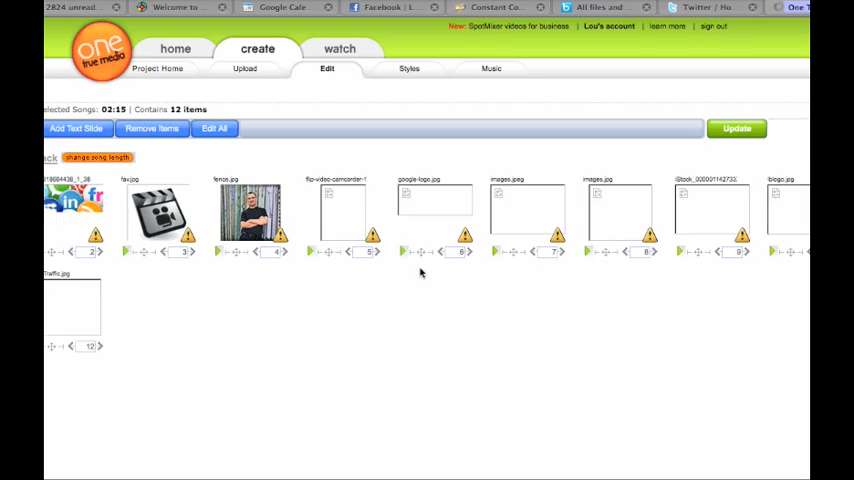 2824 unread...
Welcome to ...
Google Cale...
Facebook | L...
Constant Co...
All files and ...
Twitter / Ho...
One T
New: SpotMixer videos for business | Lou's account | learn more | sign out
one
true media
home
create
watch
Project Home
Upload
Edit
Styles
Music
elected Songs: 02:15 | Contains 12 items
Add Text Slide
Remove Items
Edit All
Update
ack
change song length
fav.jpg
fence.jpg
flip-video-camcorder-1
google-logo.jpg
images.jpeg
images.jpg
iblogo.jpg
in
2
3
4
5
6
7
8
9
Traffic.jpg
12